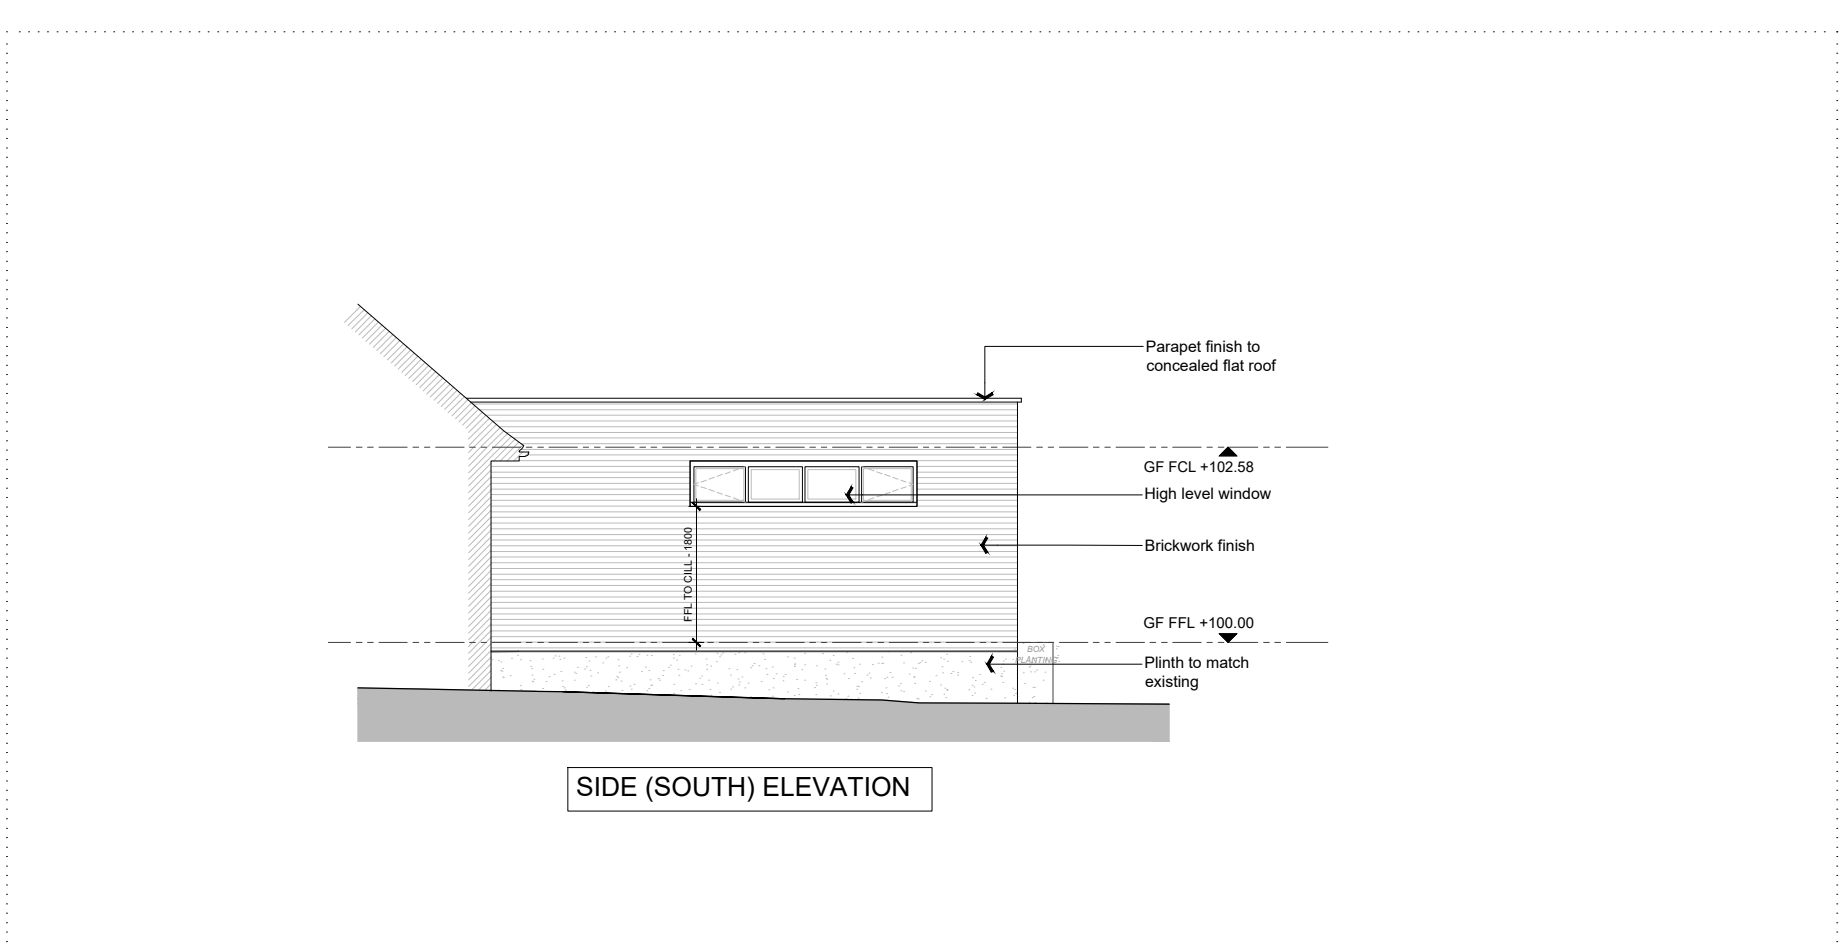 Parapet finish to
concealed flat roof
GF FCL +102.58
High level window
FFL TO CILL - 1800
Brickwork finish
GF FFL +100.00
BOX
PLANTING
Plinth to match
existing
SIDE (SOUTH) ELEVATION